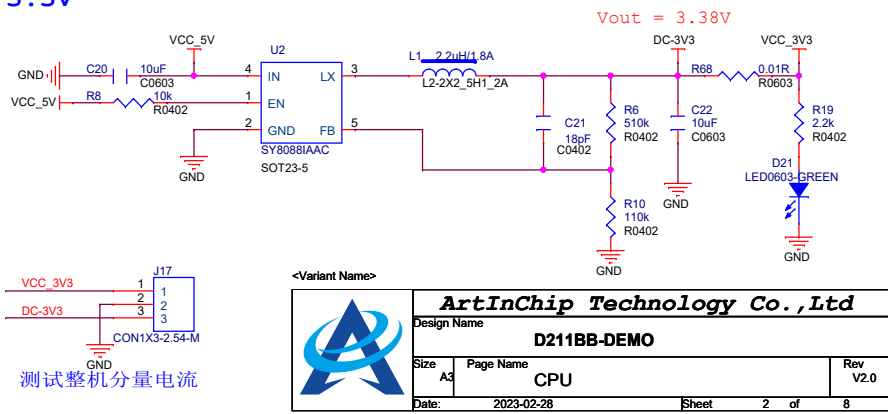 3.3V
Vout = 3.38V
VCC_5V
U2
L1
2.2uH/1.8A
L2-2X2_5H1_2A
DC-3V3
VCC_3V3
GND
C20
10uF
C0603
4
IN
LX
3
R68
0.01R
R0603
VCC_5V
R8
10k
R0402
1
EN
2
GND
FB
5
SY8088IAAC
SOT23-5
GND
C21
18pF
C0402
R6
510k
R0402
C22
10uF
C0603
R19
2.2k
R0402
D21
LED0603-GREEN
GND
GND
R10
110k
R0402
GND
J17
VCC_3V3
1
1
2
2
DC-3V3
3
3
CON1X3-2.54-M
GND
测试整机分量电流
<Variant Name>
ArtInChip Technology Co.,Ltd
Design Name
D211BB-DEMO
Size
A3
Page Name
CPU
Rev
V2.0
Date:
2023-02-28
Sheet
2 of 8